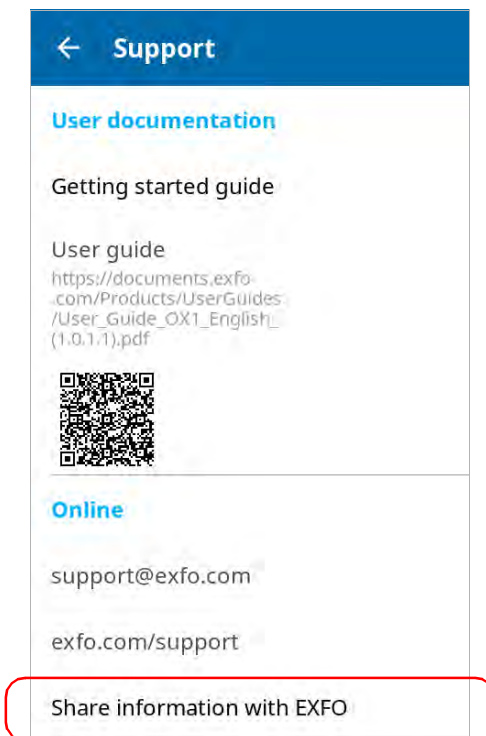 Support
User documentation
Getting started guide
User guide
https://documents.exfo
.com/Products/UserGuides
/User_Guide_OX1_English_
(1.0.1.1).pdf
Online
support@exfo.com
exfo.com/support
Share information with EXFO